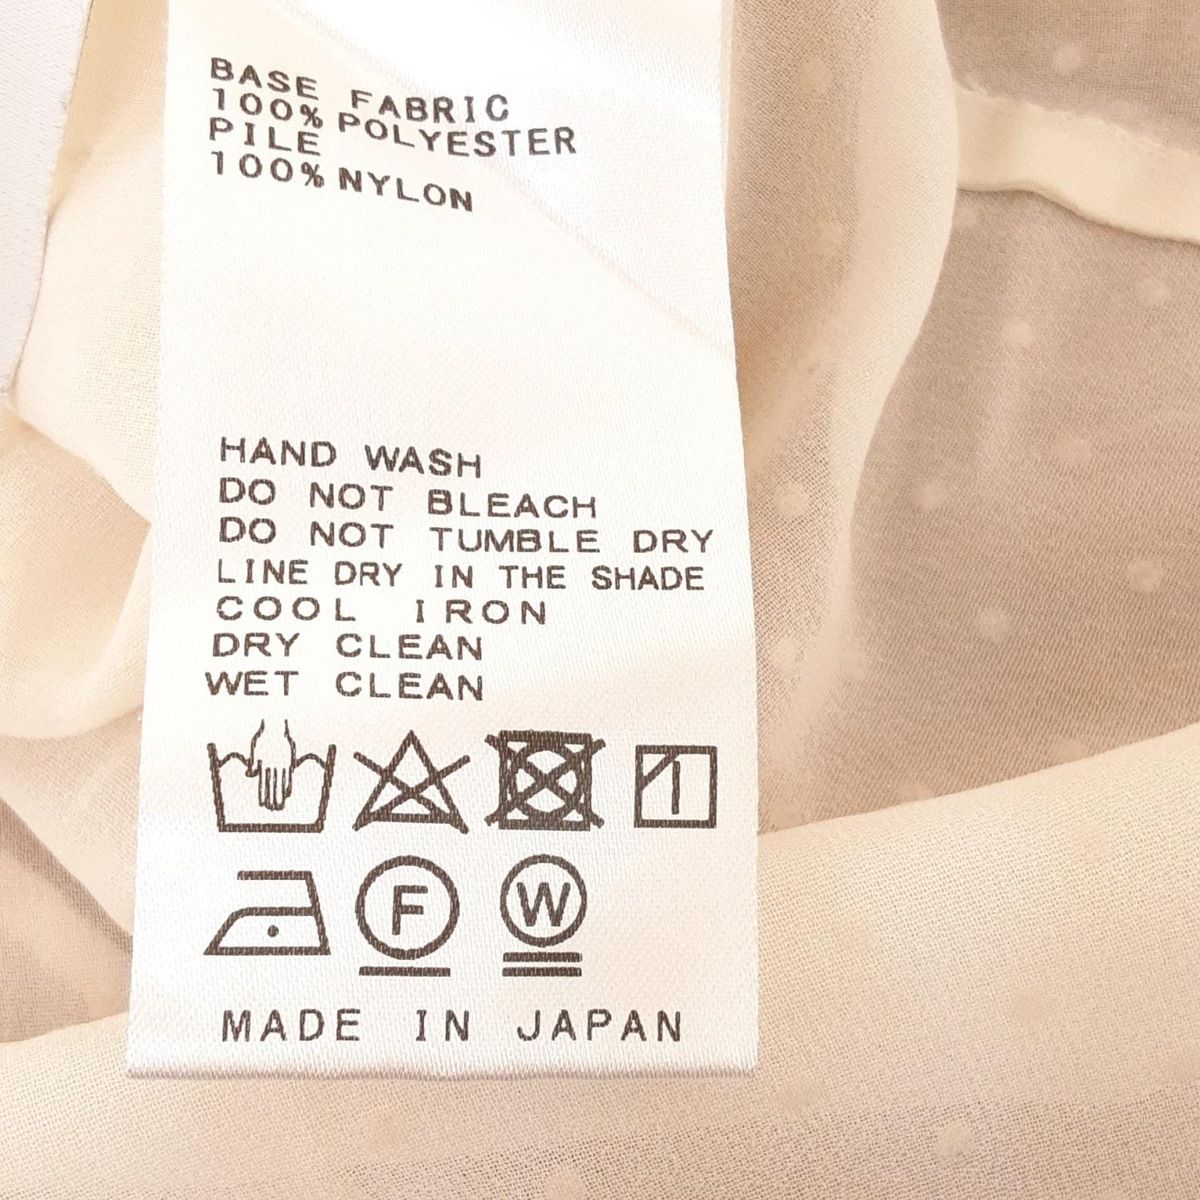 BASE FABRIC
100% POLYESTER
PILE
100% NYLON
HAND WASH
DO NOT BLEACH
DO NOT TUMBLE DRY
LINE DRY IN THE SHADE
COOL IRON
DRY CLEAN
WET CLEAN
F W
MADE IN JAPAN